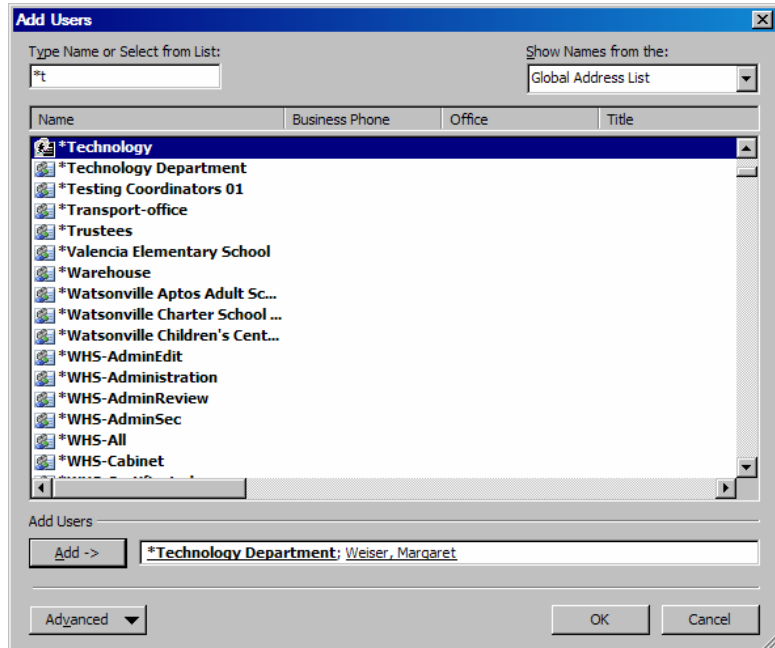 Add Users
Type Name or Select from List:
Show Names from the:
*t
Global Address List
Name Business Phone Office Title
*Technology
*Technology Department
*Testing Coordinators 01
*Transport-office
*Trustees
*Valencia Elementary School
*Warehouse
*Watsonville Aptos Adult Sc...
*Watsonville Charter School ...
*Watsonville Children's Cent...
*WHS-AdminEdit
*WHS-Administration
*WHS-AdminReview
*WHS-AdminSec
*WHS-All
*WHS-Cabinet
Add Users
Add -> *Technology Department; Weiser, Margaret
Advanced OK Cancel